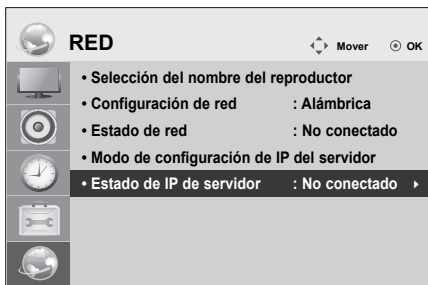 RED
Mover
OK
• Selección del nombre del reproductor
• Configuración de red : Alámbrica
• Estado de red : No conectado
• Modo de configuración de IP del servidor
• Estado de IP de servidor : No conectado